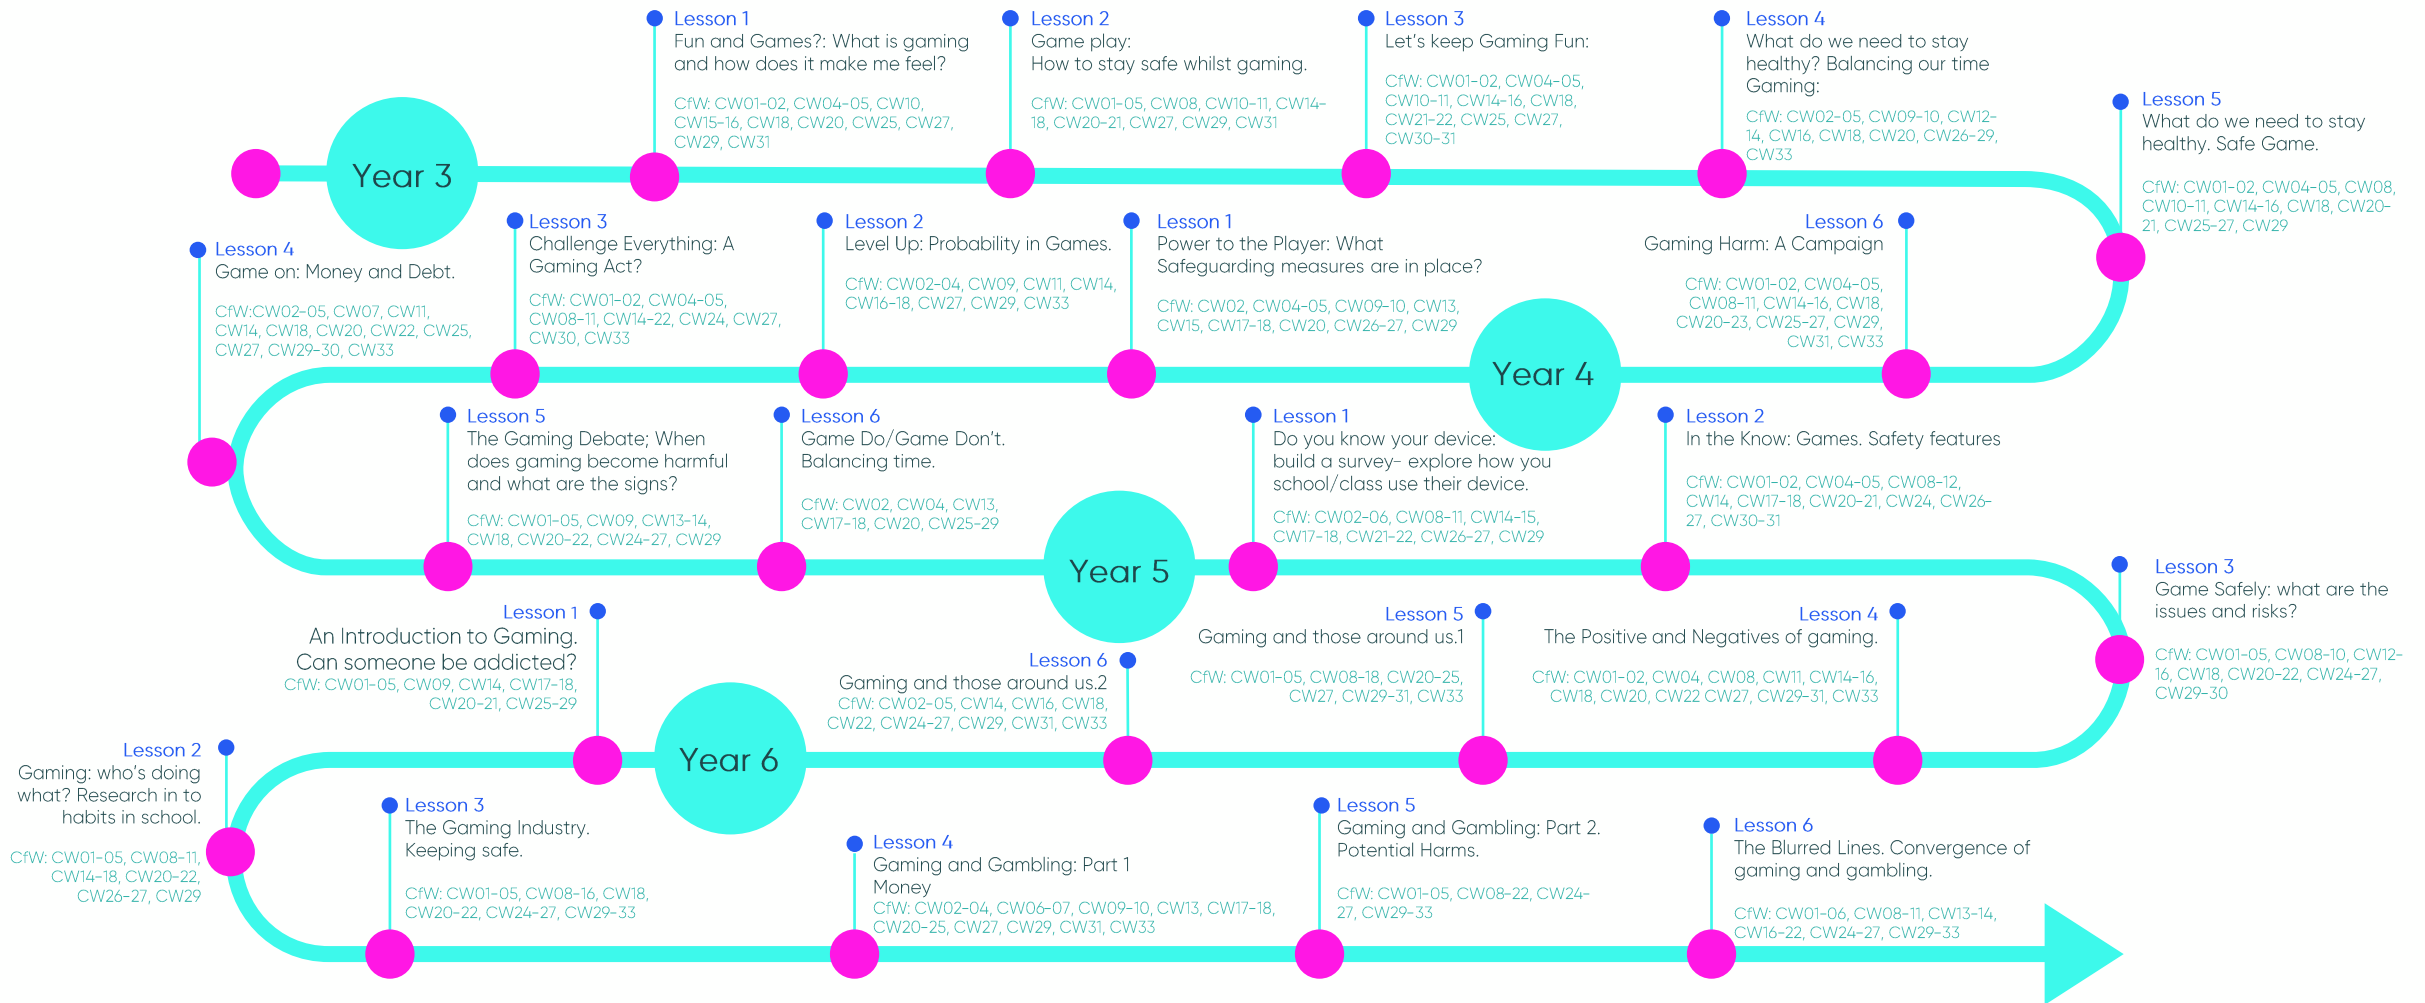 Year 3
Lesson 1
Fun and Games?: What is gaming
and how does it make me feel?
CfW: CW01-02, CW04-05, CW10,
CW15-16, CW18, CW20, CW25, CW27,
CW29, CW31
Lesson 2
Game play:
How to stay safe whilst gaming.
CfW: CW01-05, CW08, CW10-11, CW14-
18, CW20-21, CW27, CW29, CW31
Lesson 3
Let's keep Gaming Fun:
CfW: CW01-02, CW04-05,
CW10-11, CW14-16, CW18,
CW21-22, CW25, CW27,
CW30-31
Lesson 4
What do we need to stay
healthy? Balancing our time
Gaming:
CfW: CW02-05, CW09-10, CW12-
14, CW16, CW18, CW20, CW26-29,
CW33
Lesson 5
What do we need to stay
healthy. Safe Game.
CfW: CW01-02, CW04-05, CW08,
CW10-11, CW14-16, CW18, CW20-
21, CW25-27, CW29
Lesson 6
Gaming Harm: A Campaign
CfW: CW01-02, CW04-05,
CW08-11, CW14-16, CW18,
CW20-23, CW25-27, CW29,
CW31, CW33
Year 4
Lesson 1
Power to the Player: What
Safeguarding measures are in place?
CfW: CW02, CW04-05, CW09-10, CW13,
CW15, CW17-18, CW20, CW26-27, CW29
Lesson 2
Level Up: Probability in Games.
CfW: CW02-04, CW09, CW11, CW14,
CW16-18, CW27, CW29, CW33
Lesson 3
Challenge Everything: A
Gaming Act?
CfW: CW01-02, CW04-05,
CW08-11, CW14-22, CW24, CW27,
CW30, CW33
Lesson 4
Game on: Money and Debt.
CfW:CW02-05, CW07, CW11,
CW14, CW18, CW20, CW22, CW25,
CW27, CW29-30, CW33
Lesson 5
The Gaming Debate; When
does gaming become harmful
and what are the signs?
CfW: CW01-05, CW09, CW13-14,
CW18, CW20-22, CW24-27, CW29
Lesson 6
Game Do/Game Don't.
Balancing time.
CfW: CW02, CW04, CW13,
CW17-18, CW20, CW25-29
Year 5
Lesson 1
Do you know your device:
build a survey- explore how you
school/class use their device.
CfW: CW02-06, CW08-11, CW14-15,
CW17-18, CW21-22, CW26-27, CW29
Lesson 2
In the Know: Games. Safety features
CfW: CW01-02, CW04-05, CW08-12,
CW14, CW17-18, CW20-21, CW24, CW26-
27, CW30-31
Lesson 3
Game Safely: what are the
issues and risks?
CfW: CW01-05, CW08-10, CW12-
16, CW18, CW20-22, CW24-27,
CW29-30
Lesson 4
The Positive and Negatives of gaming.
CfW: CW01-02, CW04, CW08, CW11, CW14-16,
CW18, CW20, CW22 CW27, CW29-31, CW33
Lesson 5
Gaming and those around us.1
CfW: CW01-05, CW08-18, CW20-25,
CW27, CW29-31, CW33
Lesson 6
Gaming and those around us.2
CfW: CW02-05, CW14, CW16, CW18,
CW22, CW24-27, CW29, CW31, CW33
Year 6
Lesson 1
An Introduction to Gaming.
Can someone be addicted?
CfW: CW01-05, CW09, CW14, CW17-18,
CW20-21, CW25-29
Lesson 2
Gaming: who's doing
what? Research in to
habits in school.
CfW: CW01-05, CW08-11,
CW14-18, CW20-22,
CW26-27, CW29
Lesson 3
The Gaming Industry.
Keeping safe.
CfW: CW01-05, CW08-16, CW18,
CW20-22, CW24-27, CW29-33
Lesson 4
Gaming and Gambling: Part 1
Money
CfW: CW02-04, CW06-07, CW09-10, CW13, CW17-18,
CW20-25, CW27, CW29, CW31, CW33
Lesson 5
Gaming and Gambling: Part 2.
Potential Harms.
CfW: CW01-05, CW08-22, CW24-
27, CW29-33
Lesson 6
The Blurred Lines. Convergence of
gaming and gambling.
CfW: CW01-06, CW08-11, CW13-14,
CW16-22, CW24-27, CW29-33